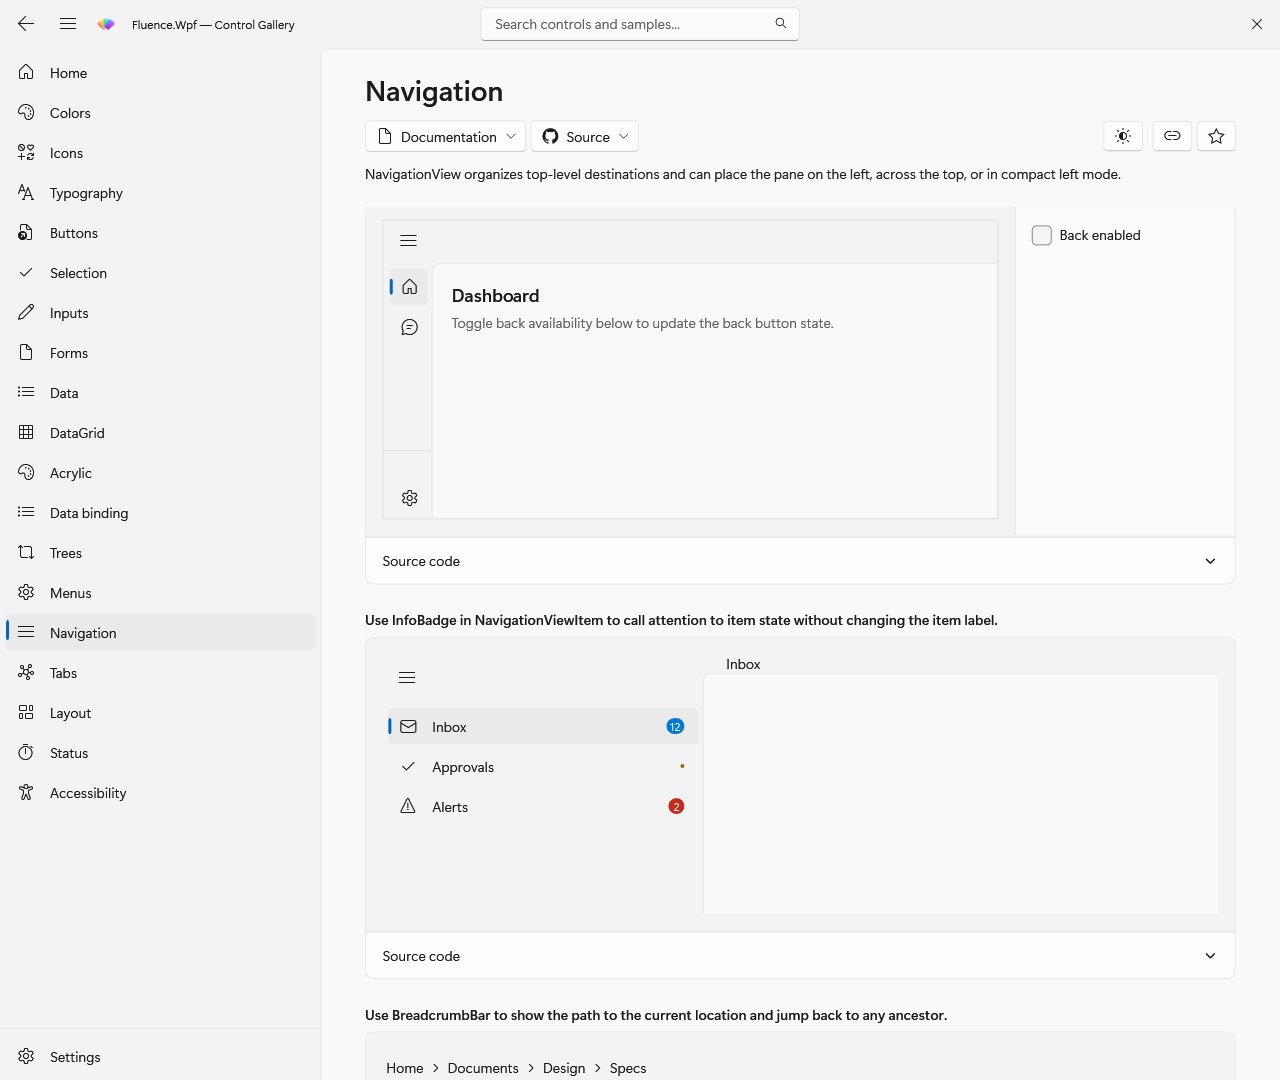 Fluence.Wpf — Control Gallery
Search controls and samples...
Home
Colors
Icons
Typography
Buttons
Selection
Inputs
Forms
Data
DataGrid
Acrylic
Data binding
Trees
Menus
Navigation
Tabs
Layout
Status
Accessibility
Settings
Navigation
Documentation
Source
NavigationView organizes top-level destinations and can place the pane on the left, across the top, or in compact left mode.
Dashboard
Toggle back availability below to update the back button state.
Back enabled
Source code
Use InfoBadge in NavigationViewItem to call attention to item state without changing the item label.
Inbox 12
Approvals
Alerts 2
Inbox
Source code
Use BreadcrumbBar to show the path to the current location and jump back to any ancestor.
Home > Documents > Design > Specs